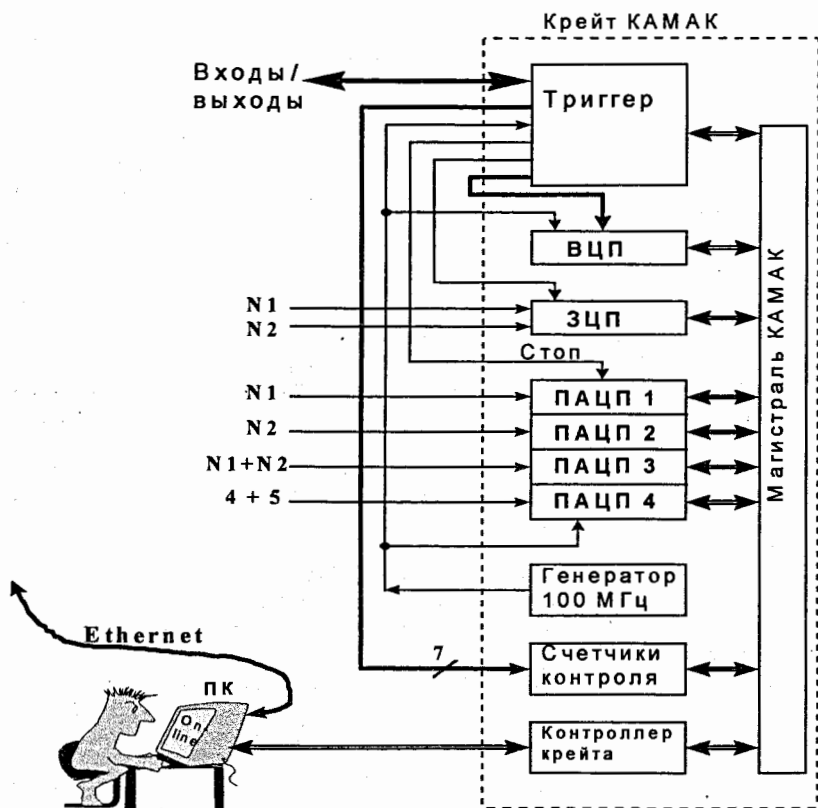 Крейт КАМАК
Входы/
выходы
Триггер
ВЦП
N1
N2
ЗЦП
Стоп
N1
ПАЦП 1
N2
ПАЦП 2
N1+N2
ПАЦП 3
4 + 5
ПАЦП 4
Магистраль КАМАК
Генератор
100 МГц
Ethernet
7
Счетчики
контроля
ПК
On
line
Контроллер
крейта